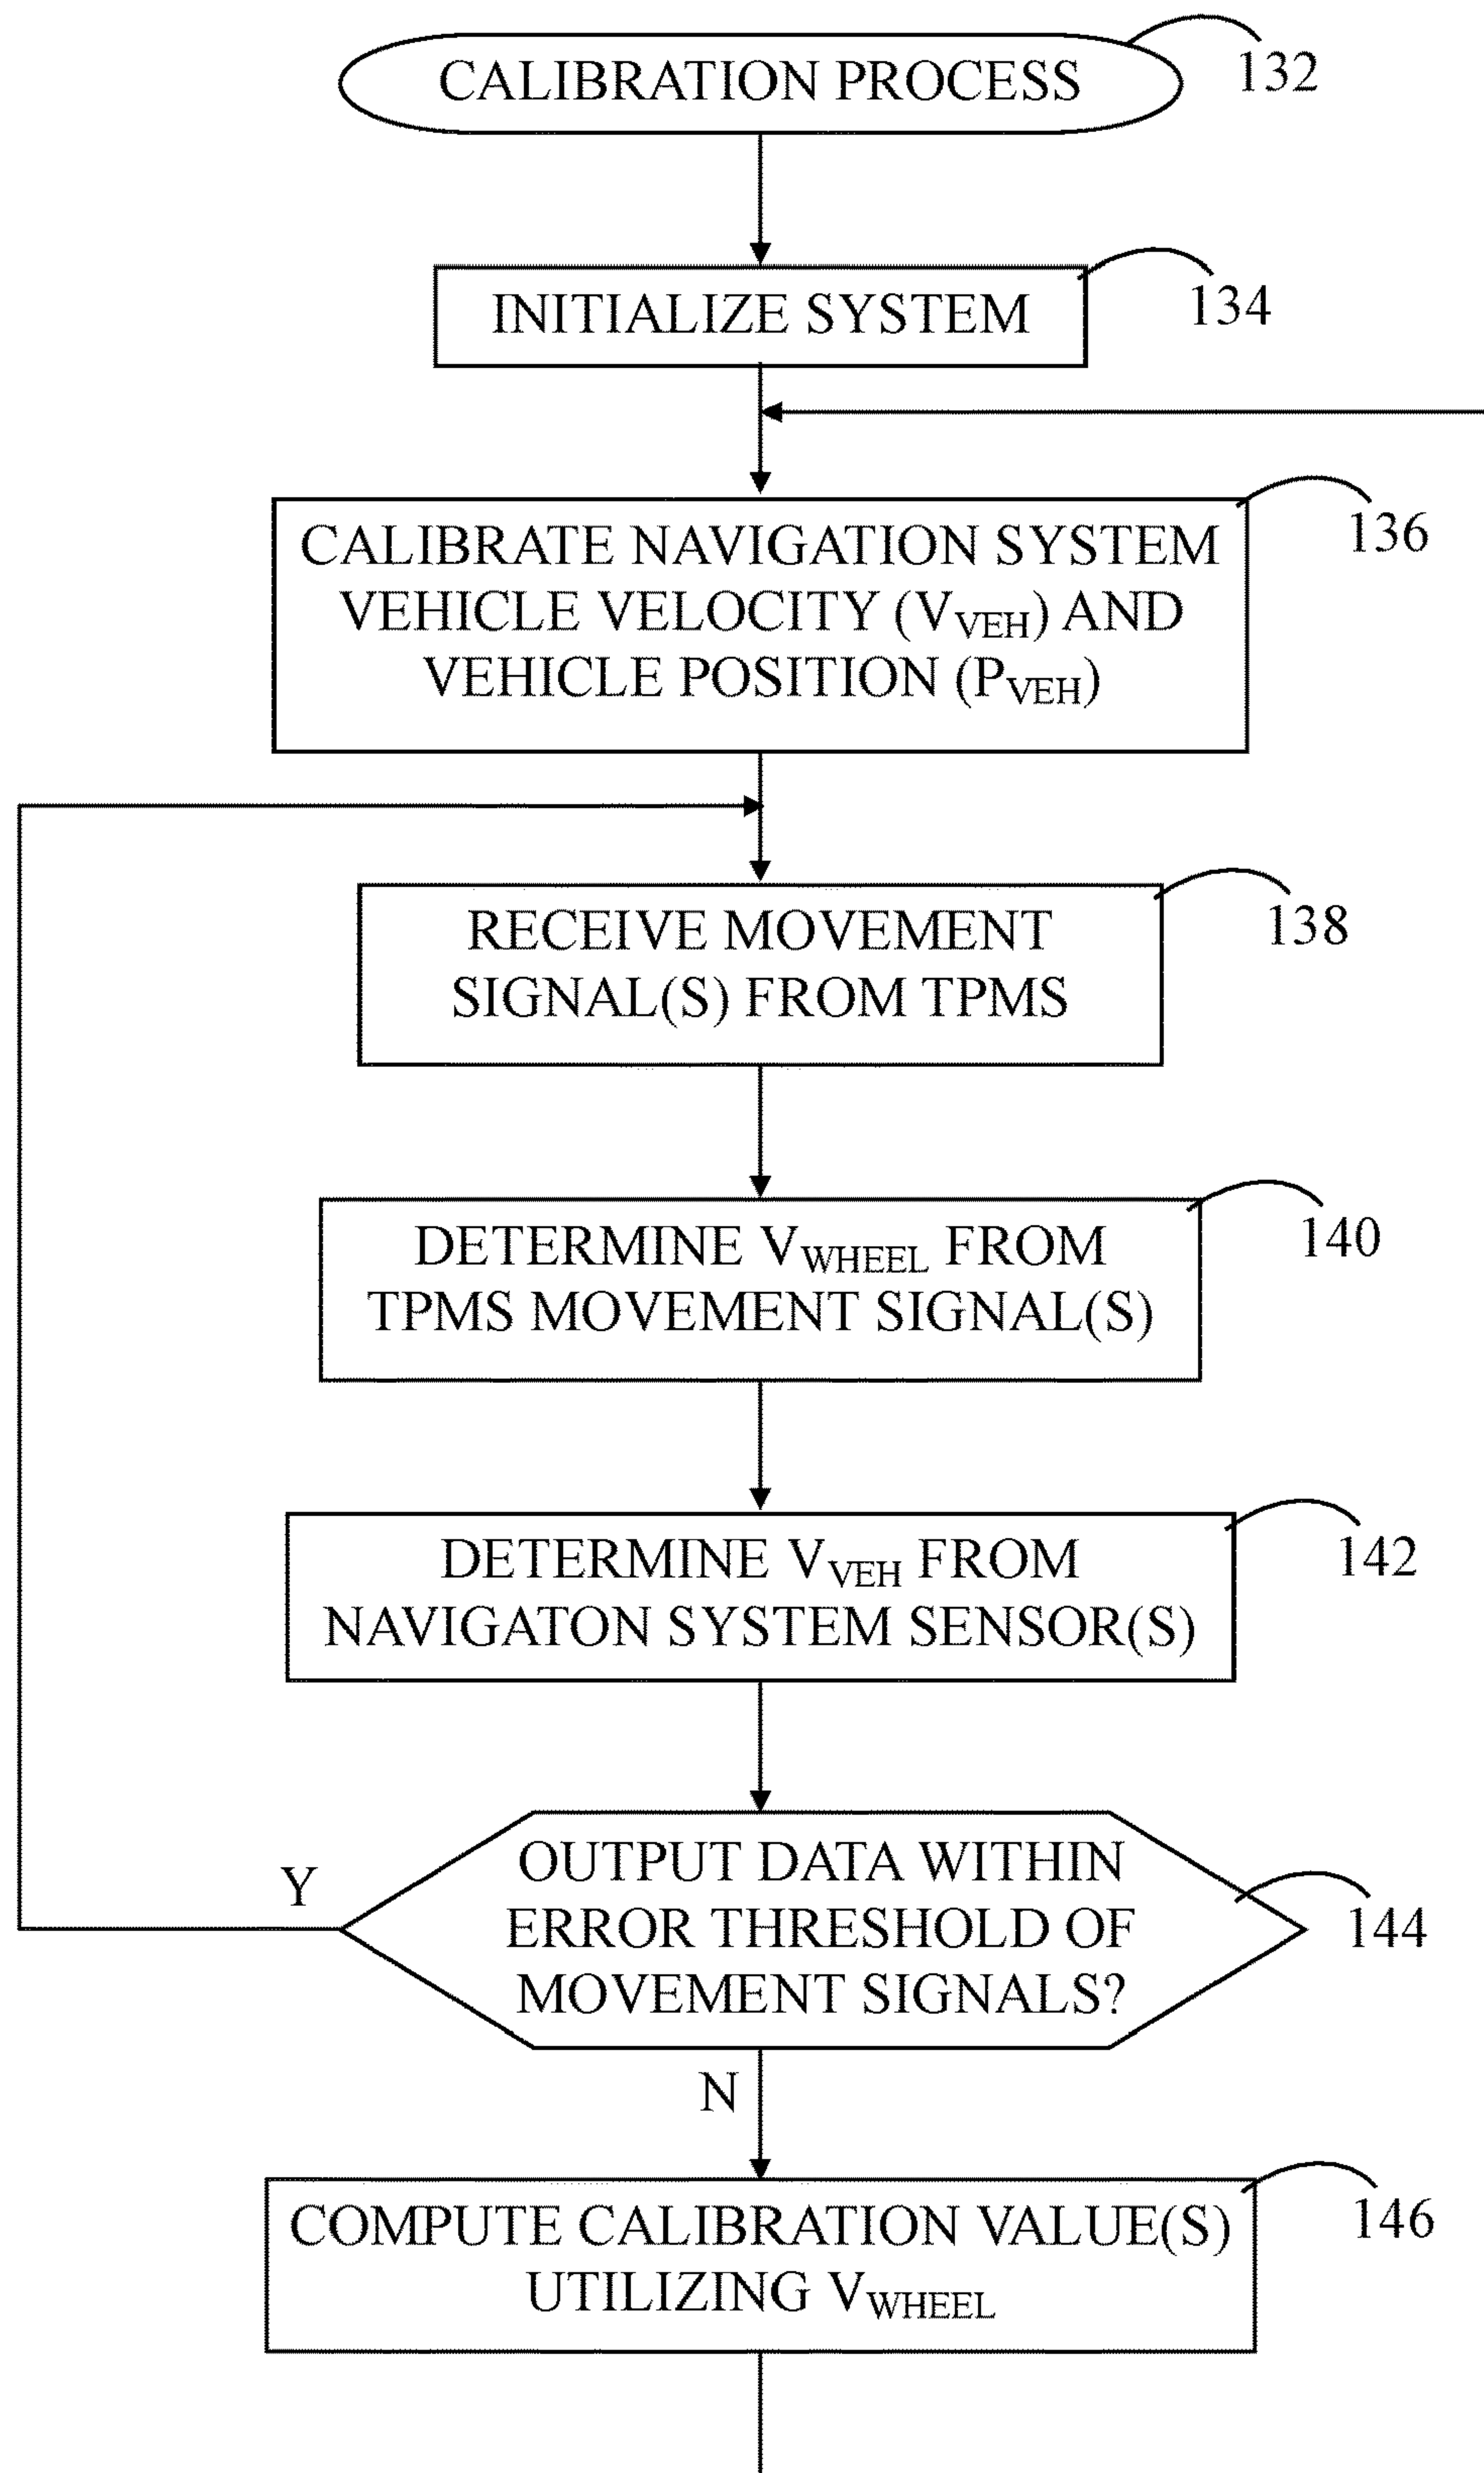 CALIBRATION PROCESS
132
INITIALIZE SYSTEM
134
CALIBRATE NAVIGATION SYSTEM
VEHICLE VELOCITY (VVEH) AND
VEHICLE POSITION (PVEH)
136
RECEIVE MOVEMENT
SIGNAL(S) FROM TPMS
138
DETERMINE VWHEEL FROM
TPMS MOVEMENT SIGNAL(S)
140
DETERMINE VVEH FROM
NAVIGATON SYSTEM SENSOR(S)
142
OUTPUT DATA WITHIN
ERROR THRESHOLD OF
MOVEMENT SIGNALS?
144
Y
N
COMPUTE CALIBRATION VALUE(S)
UTILIZING VWHEEL
146